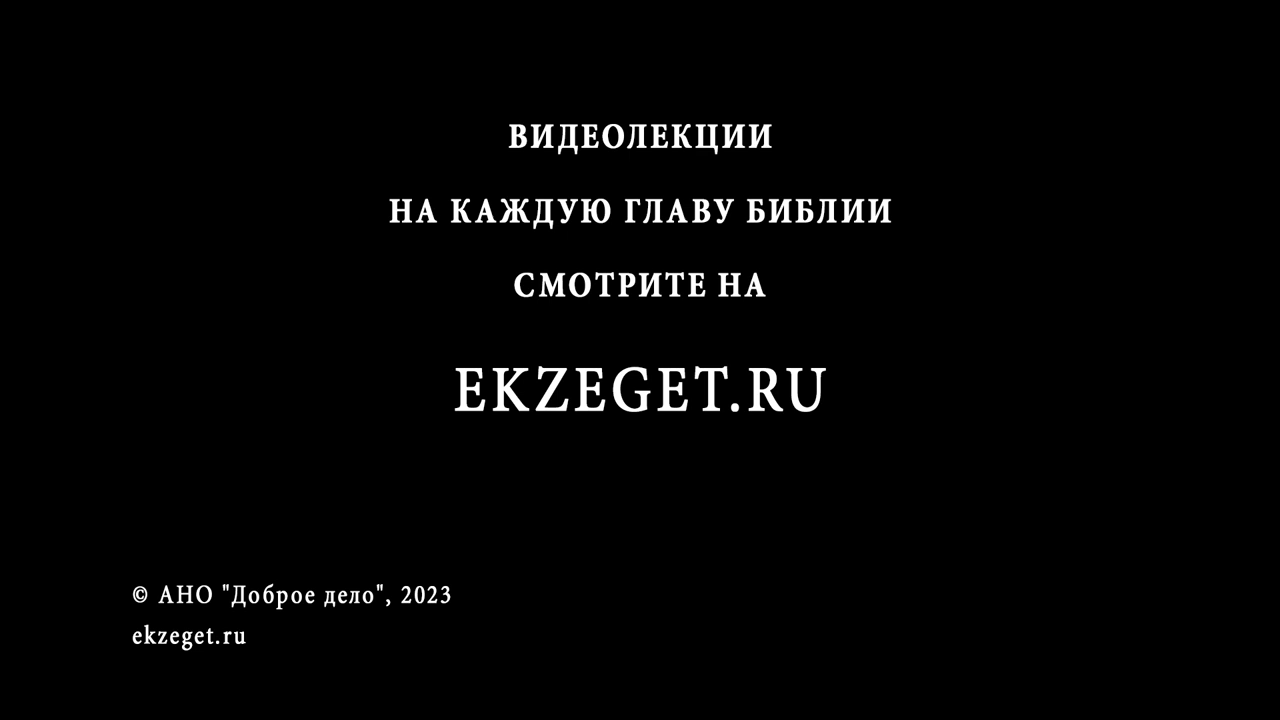 ВИДЕОЛЕКЦИИ
НА КАЖДУЮ ГЛАВУ БИБЛИИ
СМОТРИТЕ НА
EKZEGET.RU
© АНО "Доброе дело", 2023
ekzeget.ru